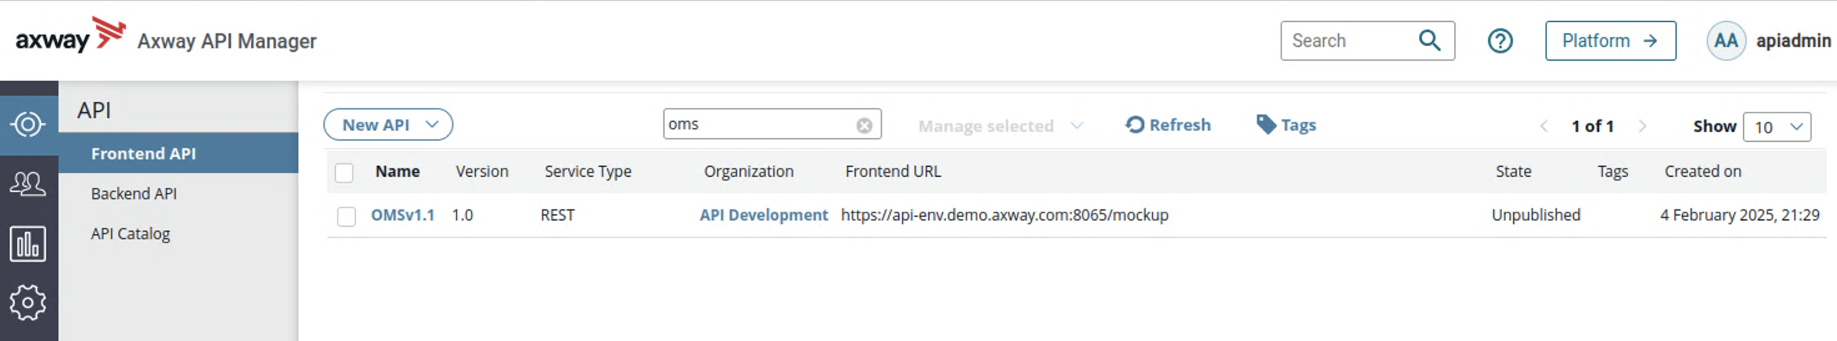 axway Axway API Manager Search Platform → AA apiadmin
API
Frontend API
Backend API
API Catalog
New API oms Manage selected Refresh Tags 1 of 1 Show 10
Name Version Service Type Organization Frontend URL State Tags Created on
OMSv1.1 1.0 REST API Development https://api-env.demo.axway.com:8065/mockup Unpublished 4 February 2025, 21:29